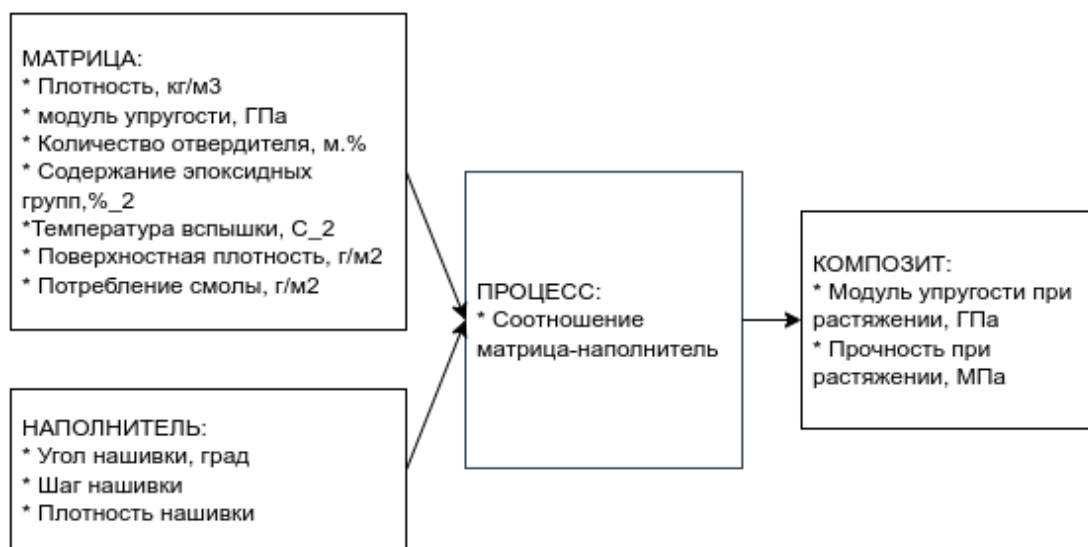 МАТРИЦА:
* Плотность, кг/м3
* модуль упругости, ГПа
* Количество отвердителя, м.%
* Содержание эпоксидных
групп,%_2
*Температура вспышки, С_2
* Поверхностная плотность, г/м2
* Потребление смолы, г/м2
НАПОЛНИТЕЛЬ:
* Угол нашивки, град
* Шаг нашивки
* Плотность нашивки
ПРОЦЕСС:
* Соотношение
матрица-наполнитель
КОМПОЗИТ:
* Модуль упругости при
растяжении, ГПа
* Прочность при
растяжении, МПа